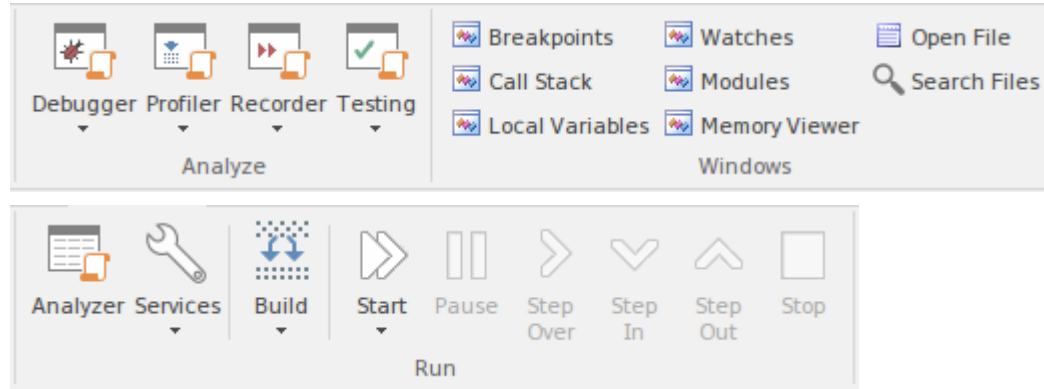 Debugger Profiler Recorder Testing
Analyze
Breakpoints Watches Open File
Call Stack Modules Search Files
Local Variables Memory Viewer
Windows
Analyzer Services Build Start Pause Step Over Step In Step Out Stop
Run